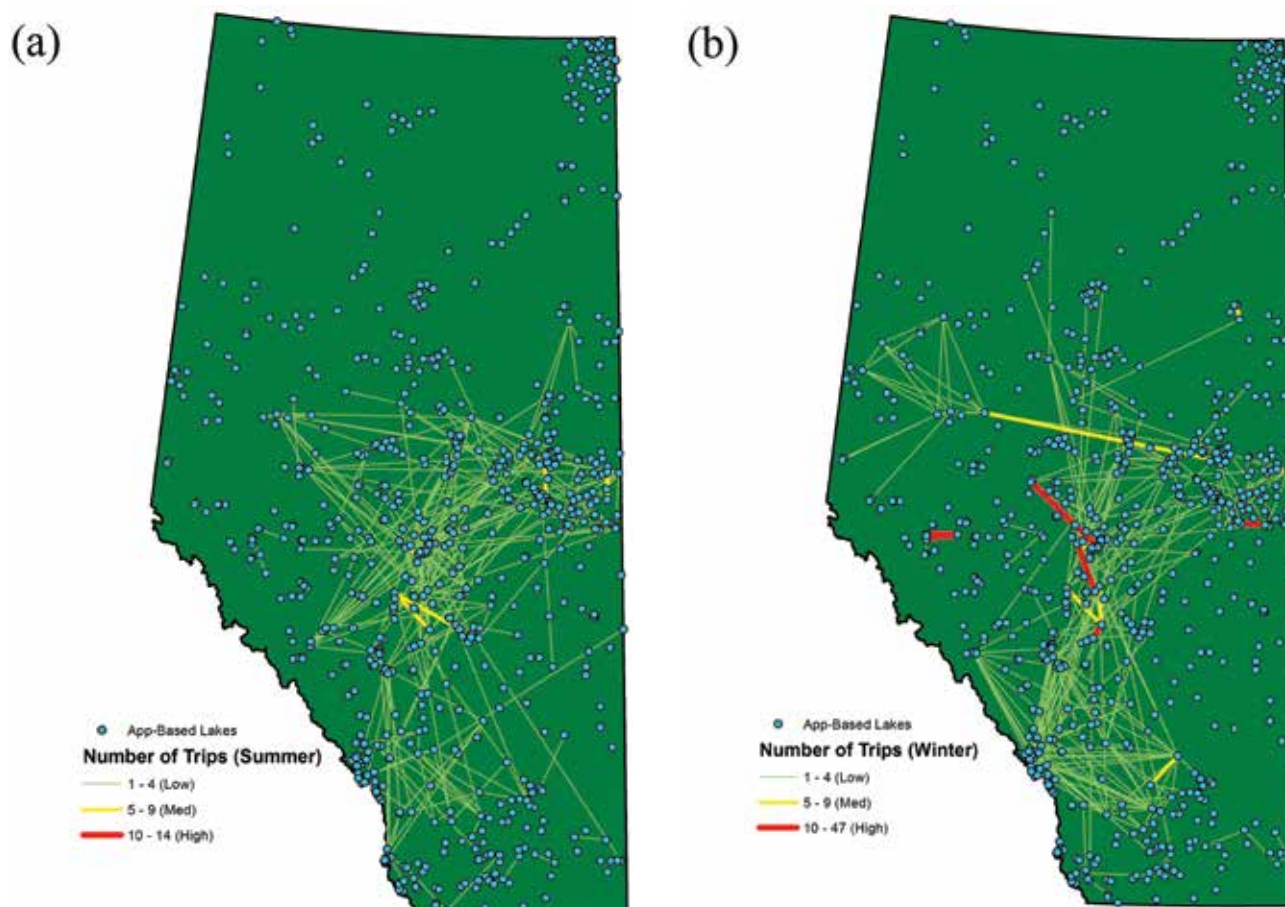 (a)
App-Based Lakes
Number of Trips (Summer)
1 - 4 (Low)
5 - 9 (Med)
10 - 14 (High)
(b)
App-Based Lakes
Number of Trips (Winter)
1 - 4 (Low)
5 - 9 (Med)
10 - 47 (High)